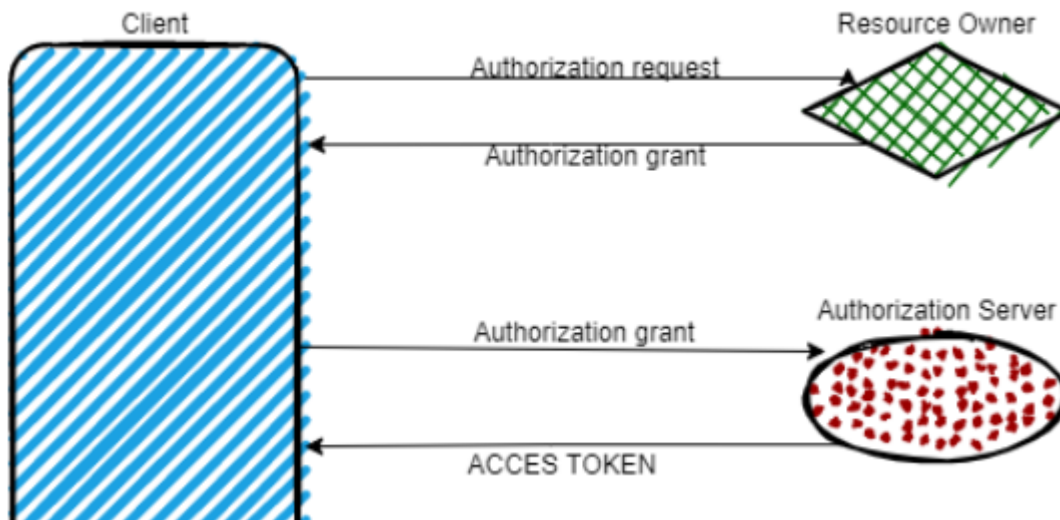 Client
Resource Owner
Authorization request
Authorization grant
Authorization Server
Authorization grant
ACCES TOKEN